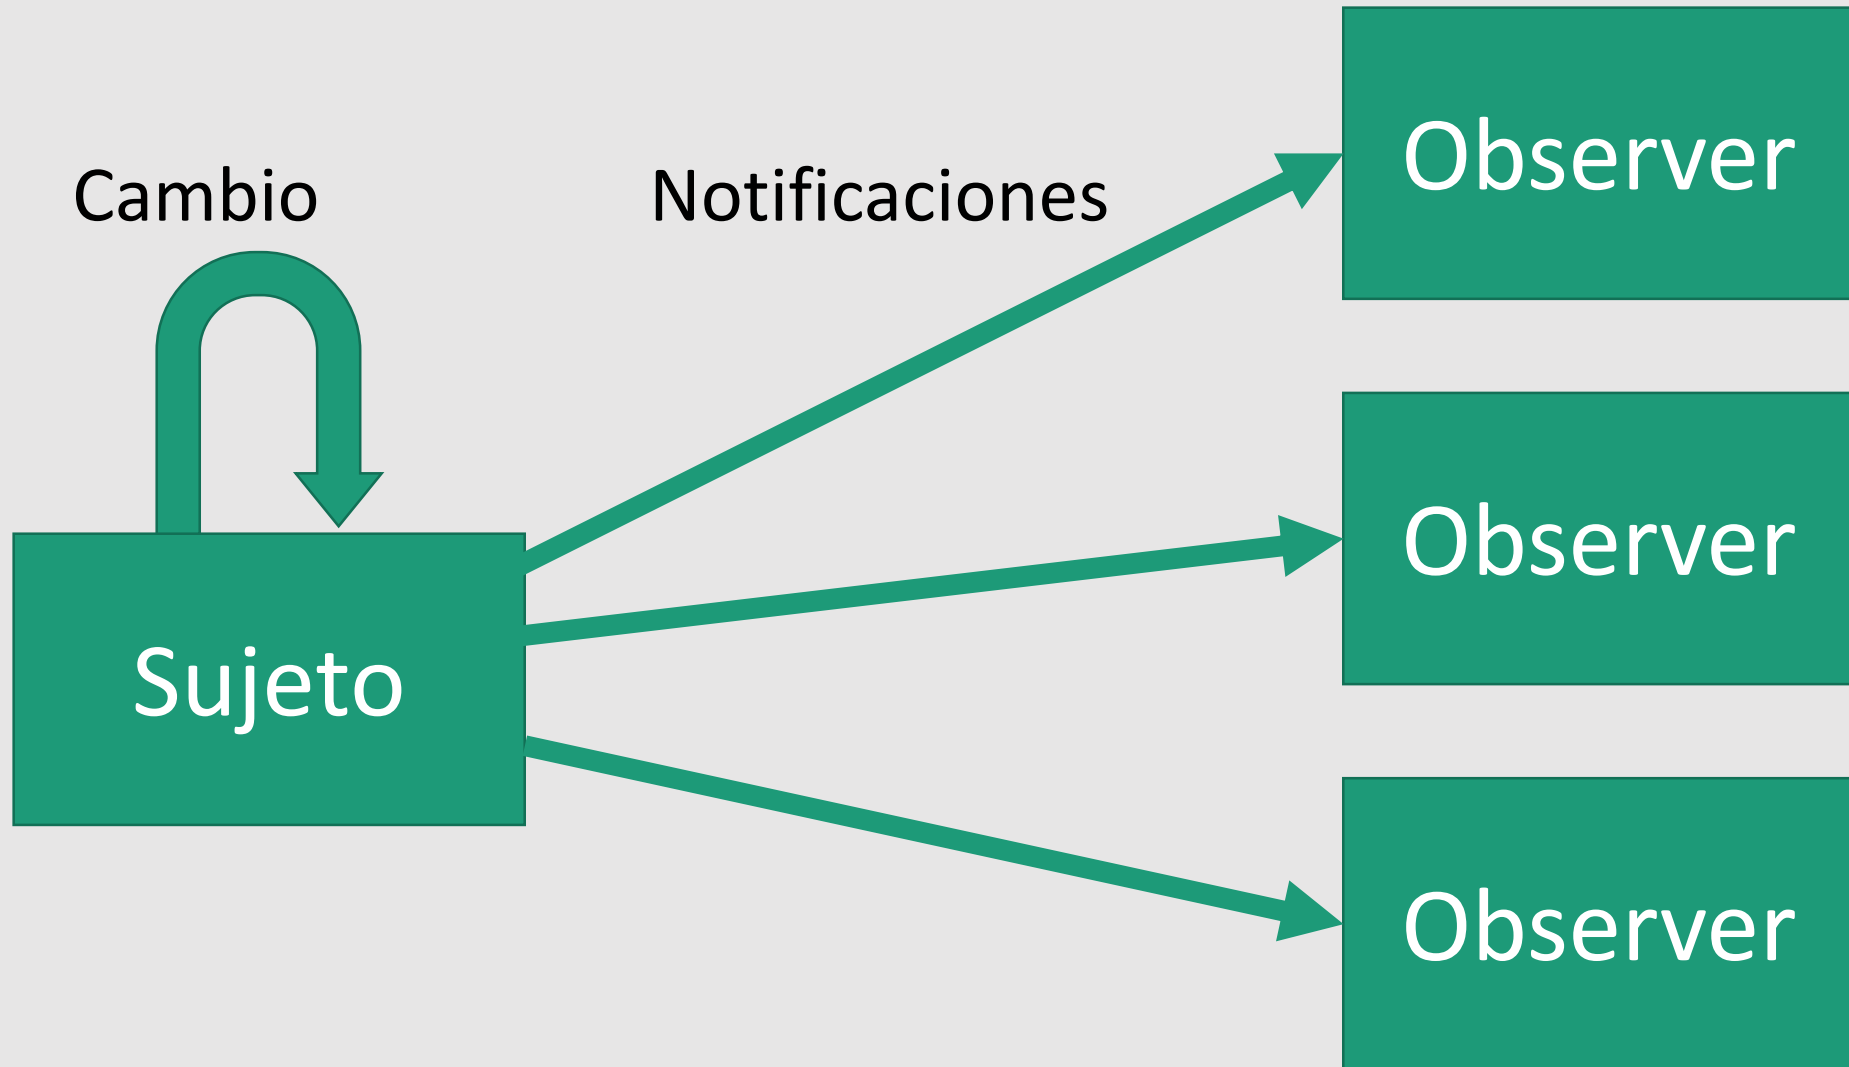 Cambio
Notificaciones
Observer
Observer
Sujeto
Observer